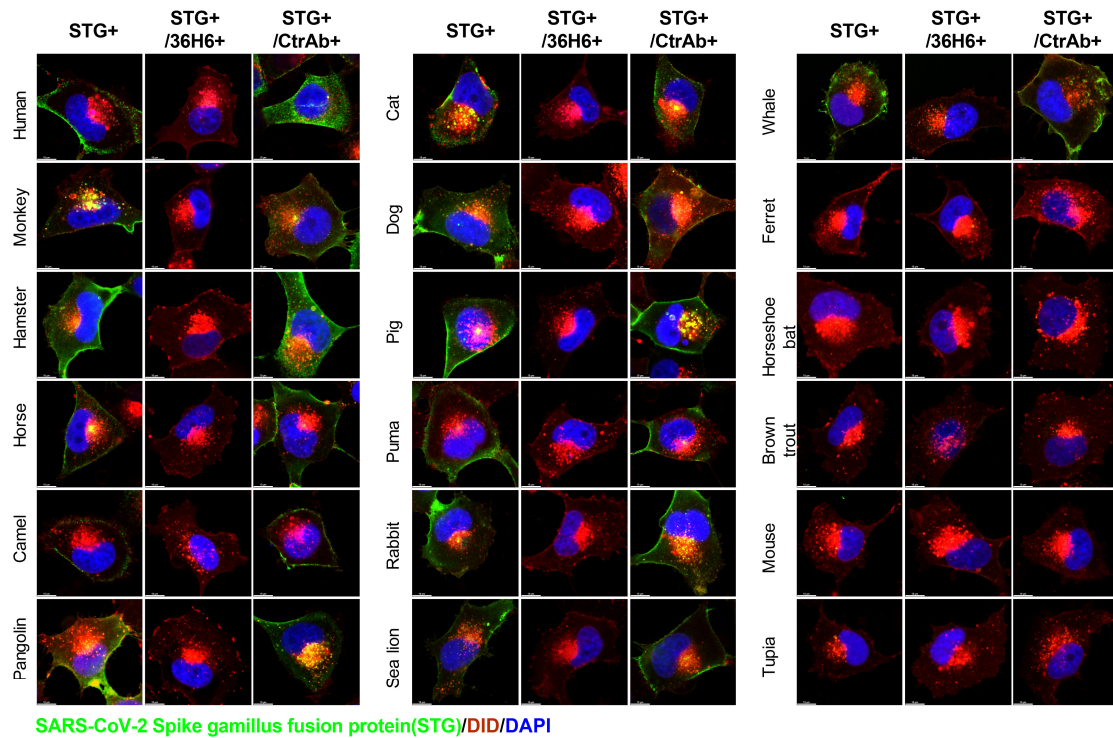 STG+
STG+
/36H6+
STG+
/CtrAb+
STG+
STG+
/36H6+
STG+
/CtrAb+
STG+
STG+
/36H6+
STG+
/CtrAb+
Human
Monkey
Hamster
Horse
Camel
Pangolin
Cat
Dog
Pig
Puma
Rabbit
Sea lion
Whale
Ferret
Horseshoe
bat
Brown
trout
Mouse
Tupia
SARS-CoV-2 Spike gamillus fusion protein(STG)/DID/DAPI